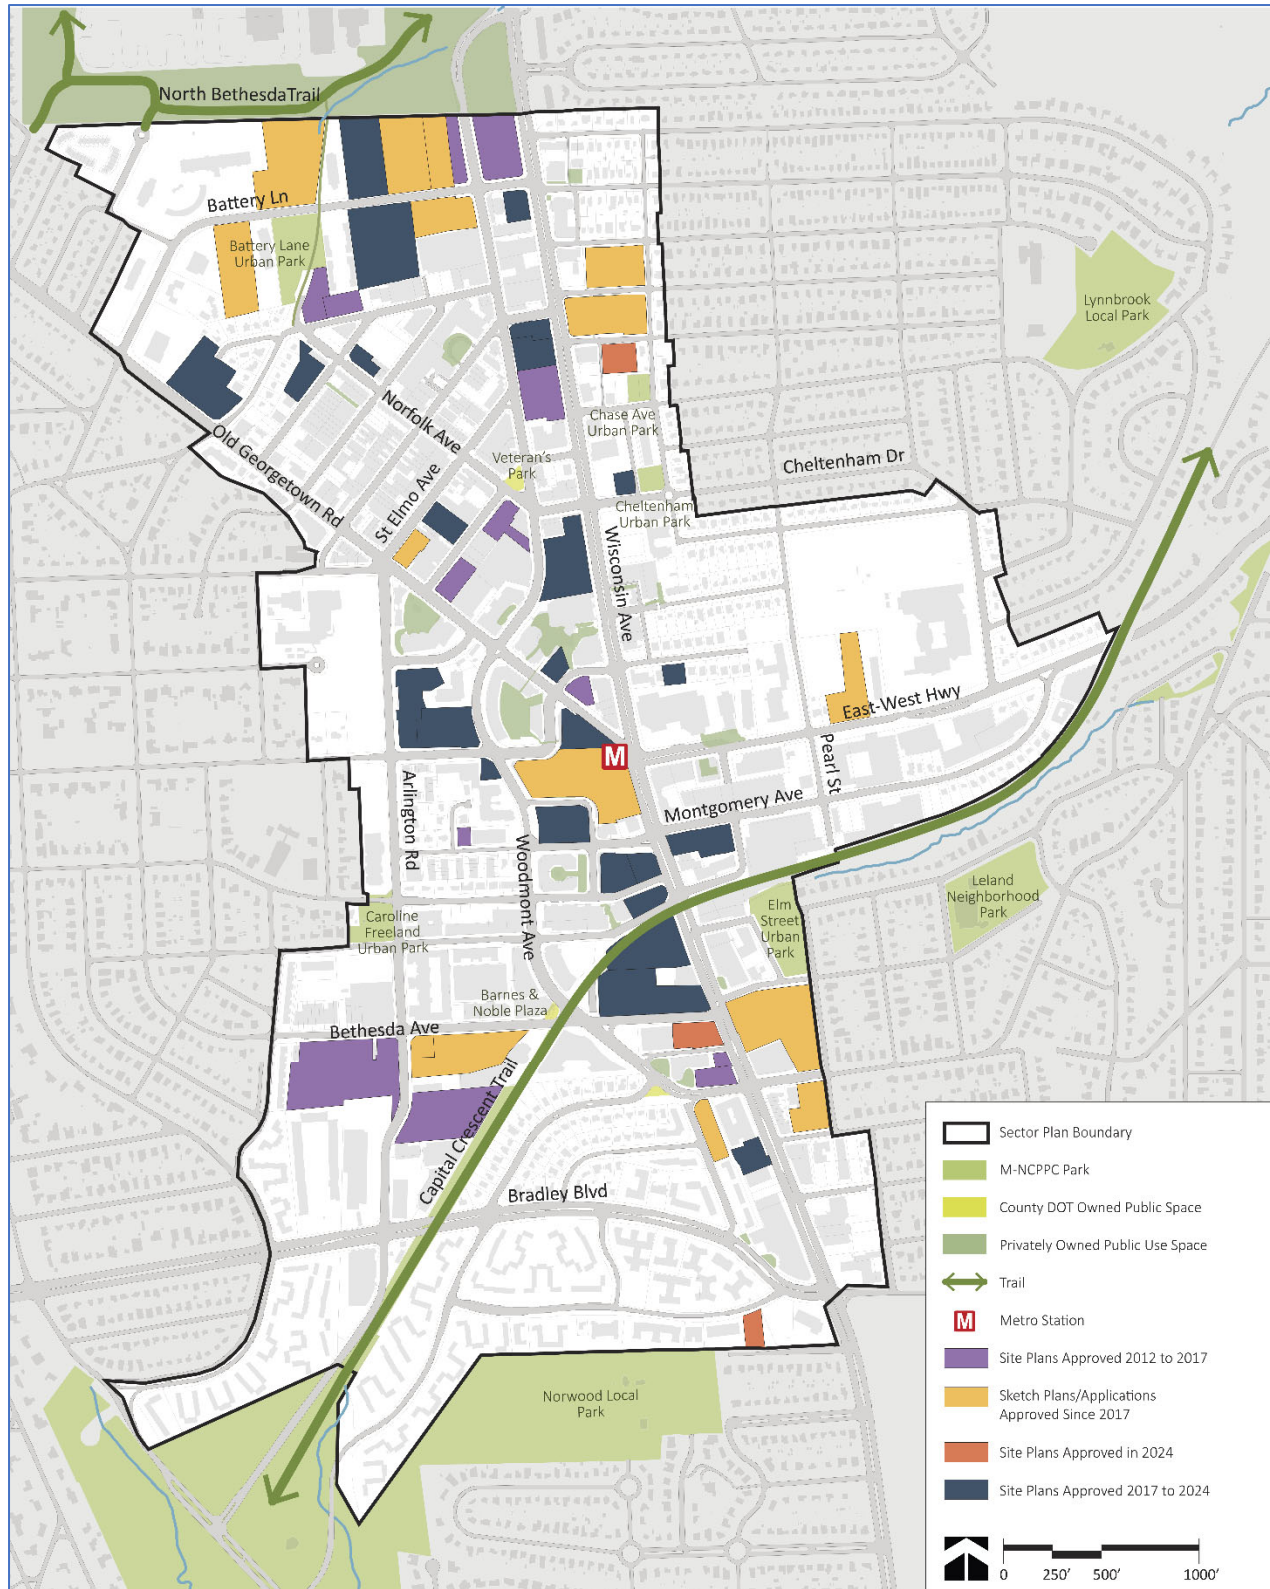 North BethesdaTrail
Battery Ln
Battery Lane
Urban Park
Lynnbrook
Local Park
Norfolk Ave
Chase Ave
Urban Park
Old Georgetown Rd
St Elmo Ave
Veteran's
Park
Cheltenham Dr
Cheltenham
Urban Park
Wisconsin Ave
East-West Hwy
Pearl St
M
Arlington Rd
Montgomery Ave
Woodmont Ave
Caroline
Freeland
Urban Park
Elm
Street
Urban
Park
Leland
Neighborhood
Park
Barnes &
Noble Plaza
Bethesda Ave
Capital Crescent Trail
Bradley Blvd
Norwood Local
Park
Sector Plan Boundary
M-NCPPC Park
County DOT Owned Public Space
Privately Owned Public Use Space
Trail
M Metro Station
Site Plans Approved 2012 to 2017
Sketch Plans/Applications
Approved Since 2017
Site Plans Approved in 2024
Site Plans Approved 2017 to 2024
0 250' 500' 1000'